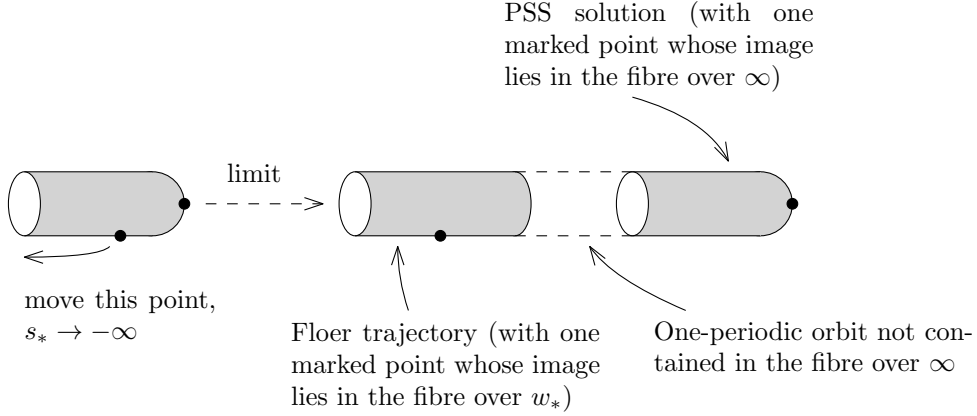 PSS solution (with one
marked point whose image
lies in the fibre over ∞)
limit
move this point,
s∗ → −∞
Floer trajectory (with one
marked point whose image
lies in the fibre over w∗)
One-periodic orbit not con-
tained in the fibre over ∞